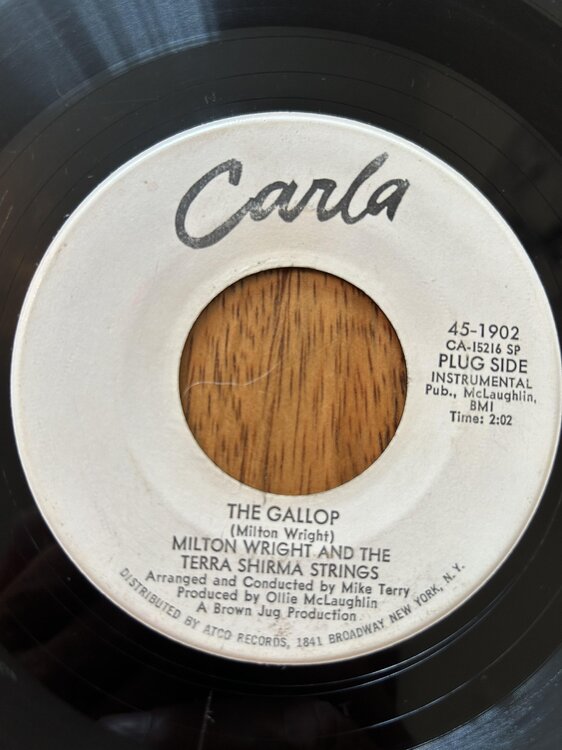 Carla
45-1902
CA-15216 SP
PLUG SIDE
INSTRUMENTAL
Pub., McLaughlin,
BMI
Time: 2:02
THE GALLOP
(Milton Wright)
MILTON WRIGHT AND THE
TERRA SHIRMA STRINGS
Arranged and Conducted by Mike Terry
Produced by Ollie McLaughlin
A Brown Jug Production
DISTRIBUTED BY ATCO RECORDS, 1841 BROADWAY NEW YORK, N. Y.